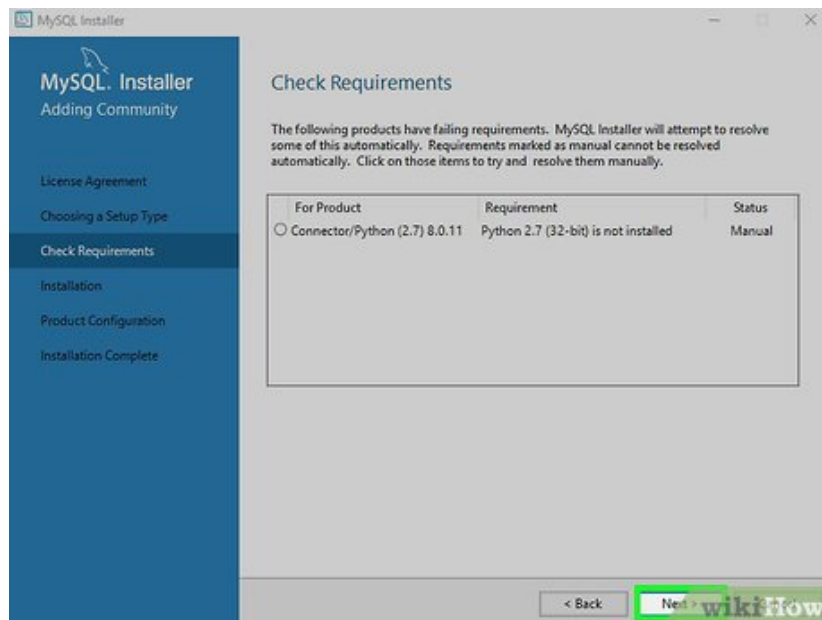 MySQL Installer
MySQL. Installer
Adding Community
License Agreement
Choosing a Setup Type
Check Requirements
Installation
Product Configuration
Installation Complete
Check Requirements
The following products have failing requirements. MySQL Installer will attempt to resolve
some of this automatically. Requirements marked as manual cannot be resolved
automatically. Click on those items to try and resolve them manually.
For Product Requirement Status
Connector/Python (2.7) 8.0.11 Python 2.7 (32-bit) is not installed Manual
< Back Next >
wikiHow